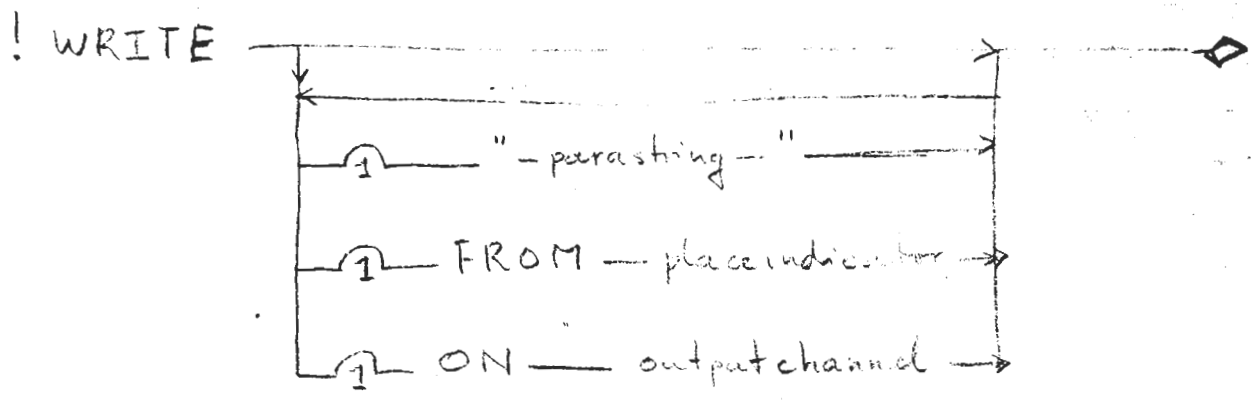 ! WRITE
1 " parastring "
1 FROM placeindicator
1 ON outputchannel